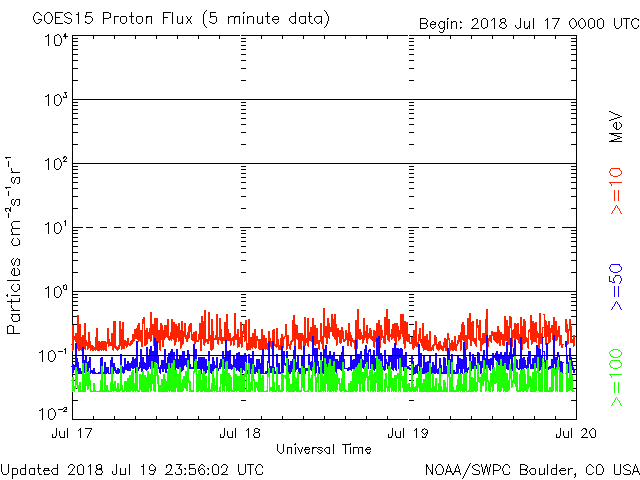 GOES15 Proton Flux (5 minute data)
Begin: 2018 Jul 17 0000 UTC
Particles cm⁻²s⁻¹sr⁻¹
10⁴
10³
10²
10¹
10⁰
10⁻¹
10⁻²
MeV
>=10
>=50
>=100
Jul 17
Jul 18
Jul 19
Jul 20
Universal Time
Updated 2018 Jul 19 23:56:02 UTC
NOAA/SWPC Boulder, CO USA